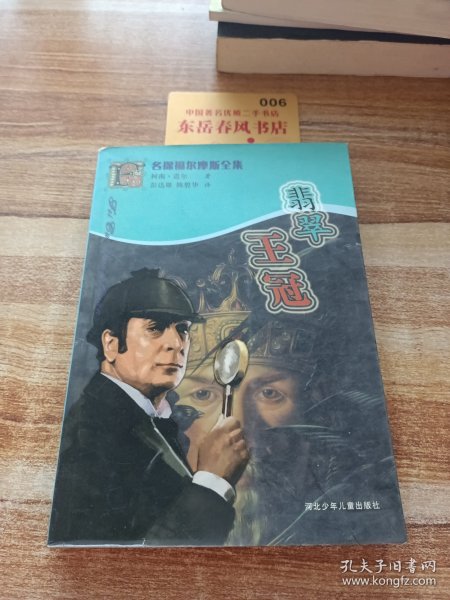 006
中国著名优质二手书店
东岳春风书店
名探福尔摩斯全集
柯南·道尔 著
翡翠
王冠
河北少年儿童出版社
孔夫子旧书网
www.kongfz.com